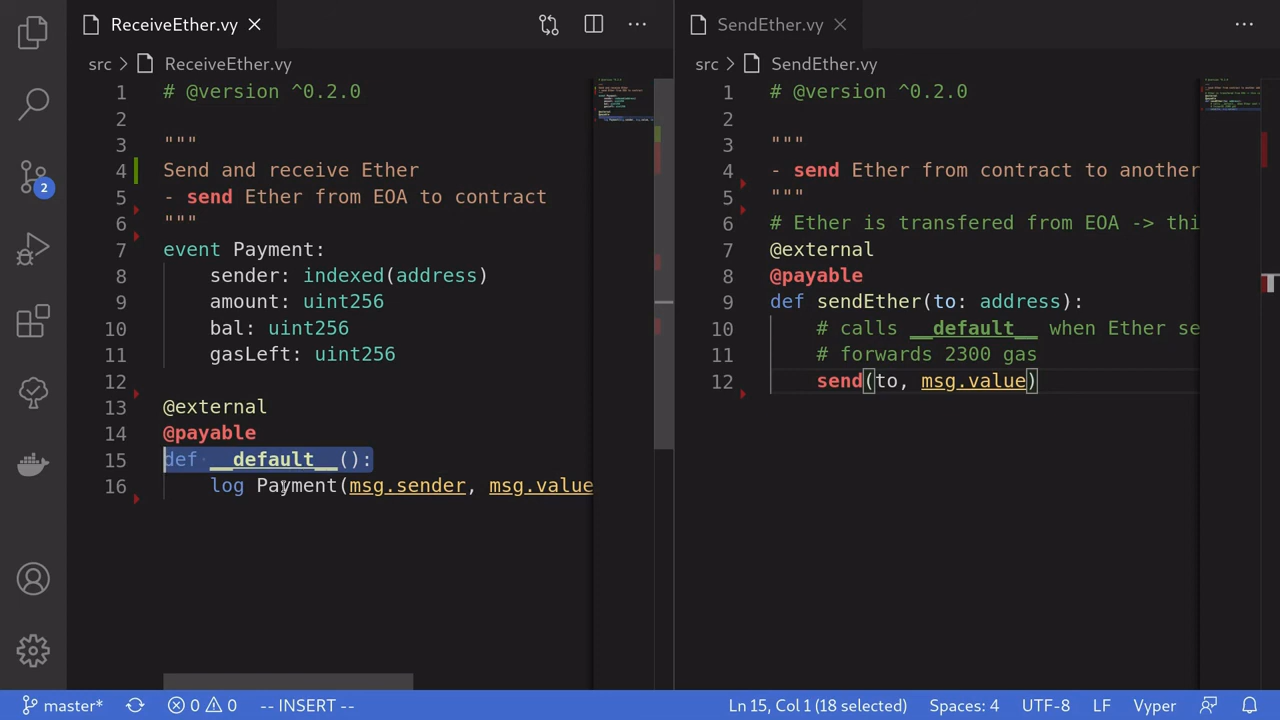 ReceiveEther.vy
src > ReceiveEther.vy
1 # @version ^0.2.0
2
3 """
4 Send and receive Ether
5 - send Ether from EOA to contract
6 """
7 event Payment:
8 sender: indexed(address)
9 amount: uint256
10 bal: uint256
11 gasLeft: uint256
12
13 @external
14 @payable
15 def __default__():
16 log Payment(msg.sender, msg.value
SendEther.vy
src > SendEther.vy
1 # @version ^0.2.0
2
3 """
4 - send Ether from contract to another
5 """
6 # Ether is transfered from EOA -> thi
7 @external
8 @payable
9 def sendEther(to: address):
10 # calls __default__ when Ether se
11 # forwards 2300 gas
12 send(to, msg.value)
2
master* 0 0 -- INSERT -- Ln 15, Col 1 (18 selected) Spaces: 4 UTF-8 LF Vyper